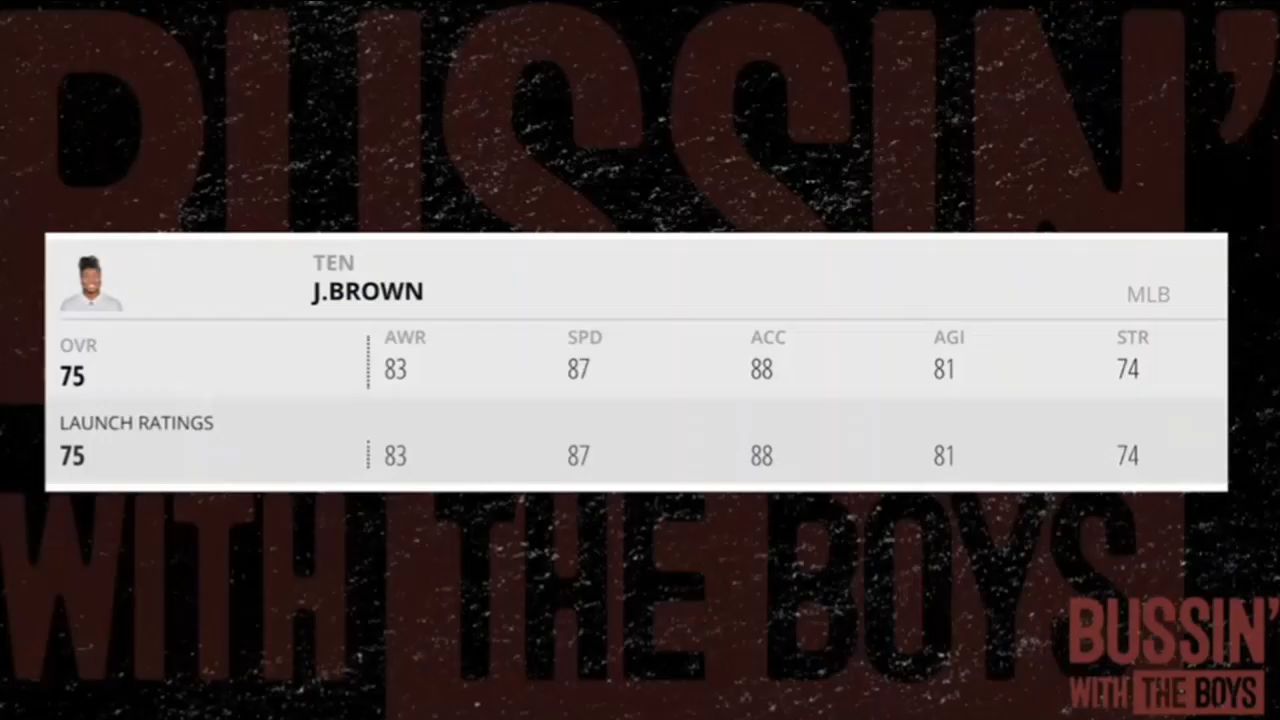 BUSSIN'
TEN
J.BROWN
MLB
OVR AWR SPD ACC AGI STR
75 83 87 88 81 74
LAUNCH RATINGS
75 83 87 88 81 74
WITH THE BOYS
BUSSIN'
WITH THE BOYS